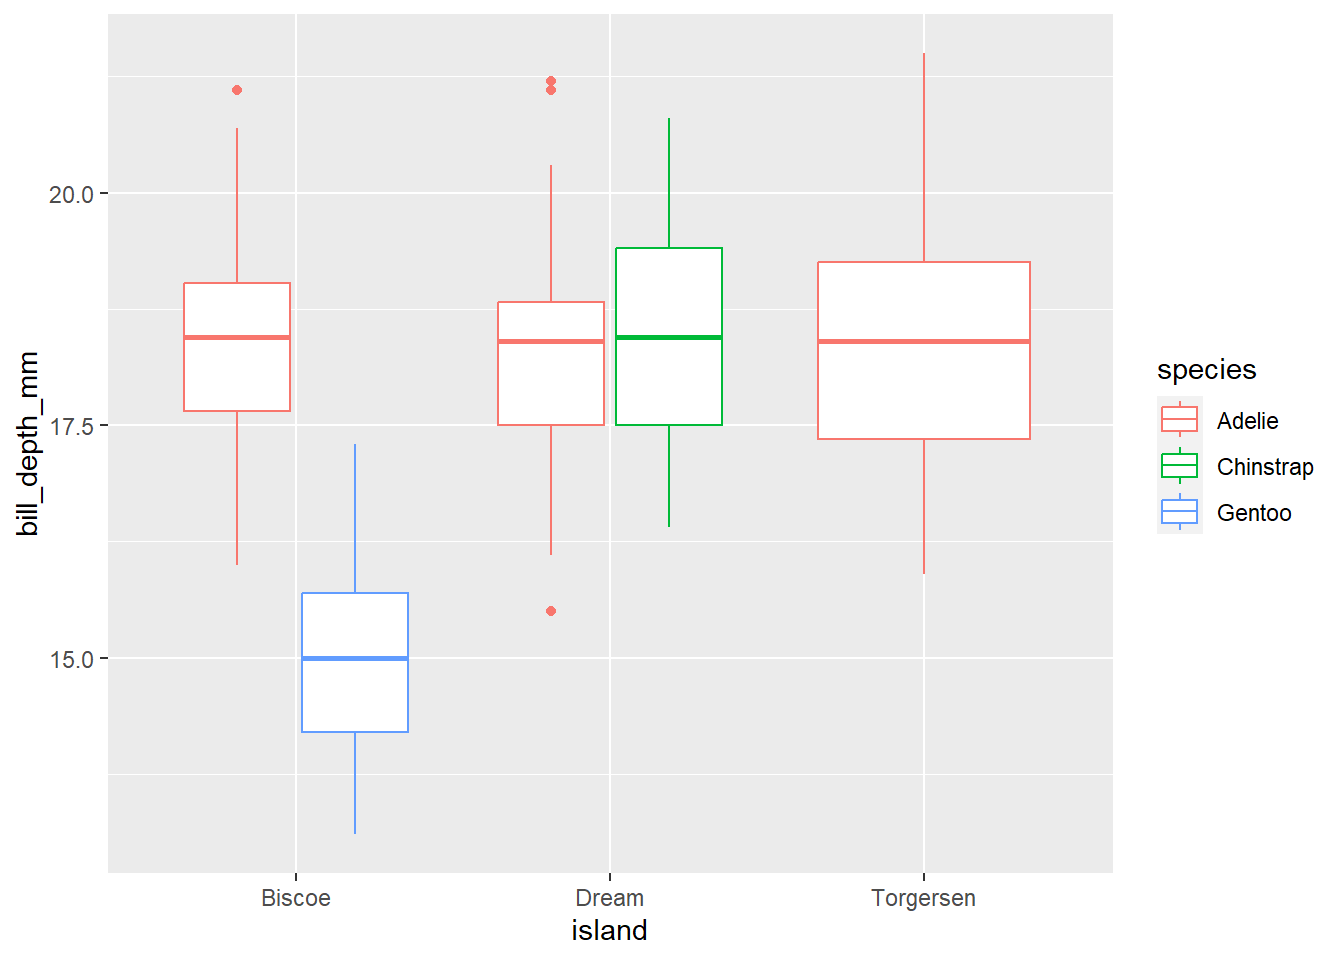 20.0
17.5
15.0
bill_depth_mm
Biscoe
Dream
Torgersen
island
species
Adelie
Chinstrap
Gentoo